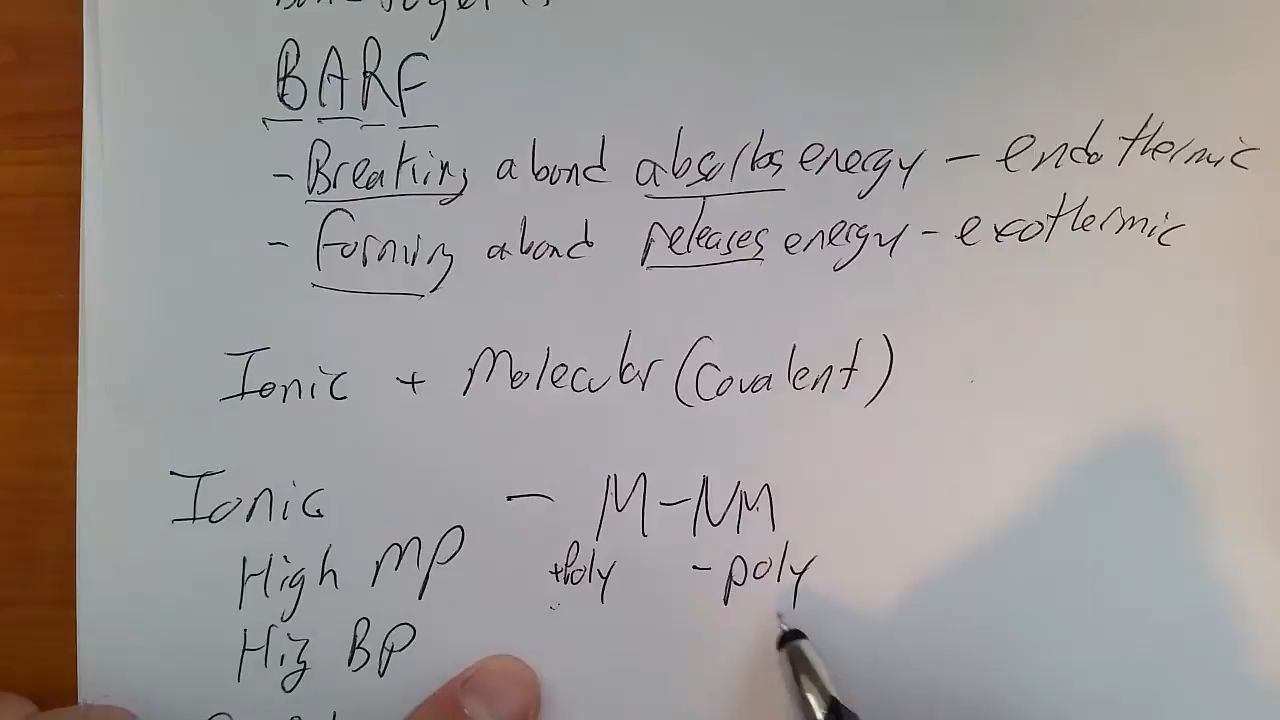 BARF
- Breaking a bond absorbs energy - endothermic
- Forming a bond releases energy - exothermic
Ionic + Molecular (Covalent)
Ionic - M-NM
High MP +Poly - poly
Hig BP